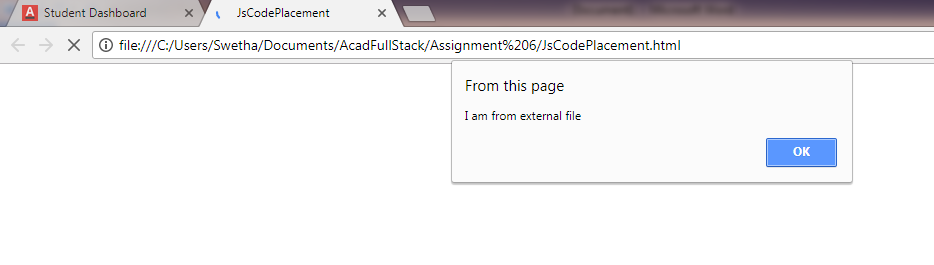 A Student Dashboard
JsCodePlacement
file:///C:/Users/Swetha/Documents/AcadFullStack/Assignment%206/JsCodePlacement.html
From this page
I am from external file
OK